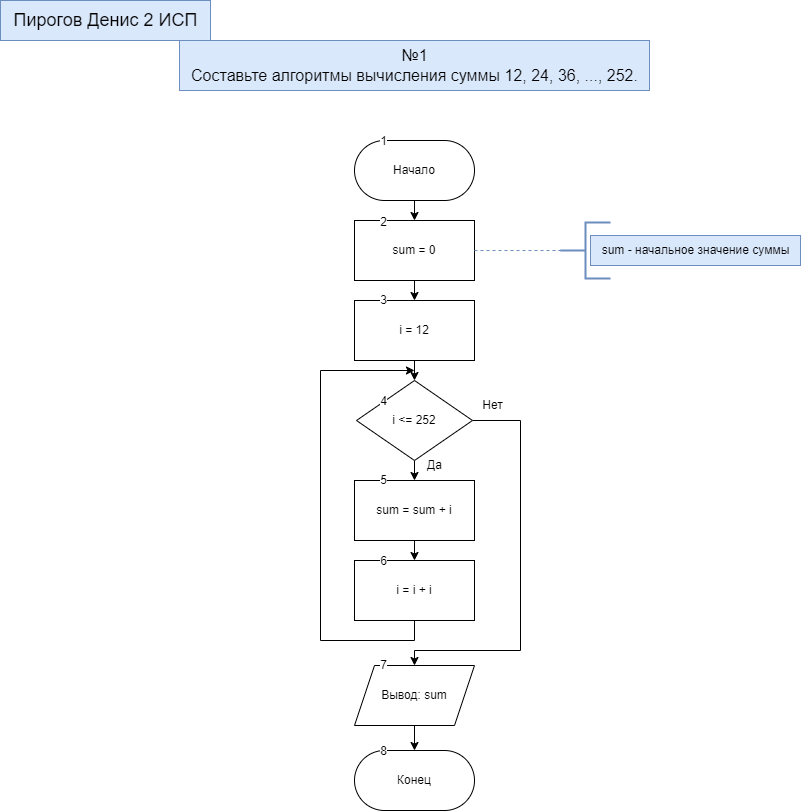 Пирогов Денис 2 ИСП
№1
Составьте алгоритмы вычисления суммы 12, 24, 36, ..., 252.
1
Начало
2
sum = 0
sum - начальное значение суммы
3
i = 12
4
i <= 252
Нет
Да
5
sum = sum + i
6
i = i + i
7
Вывод: sum
8
Конец